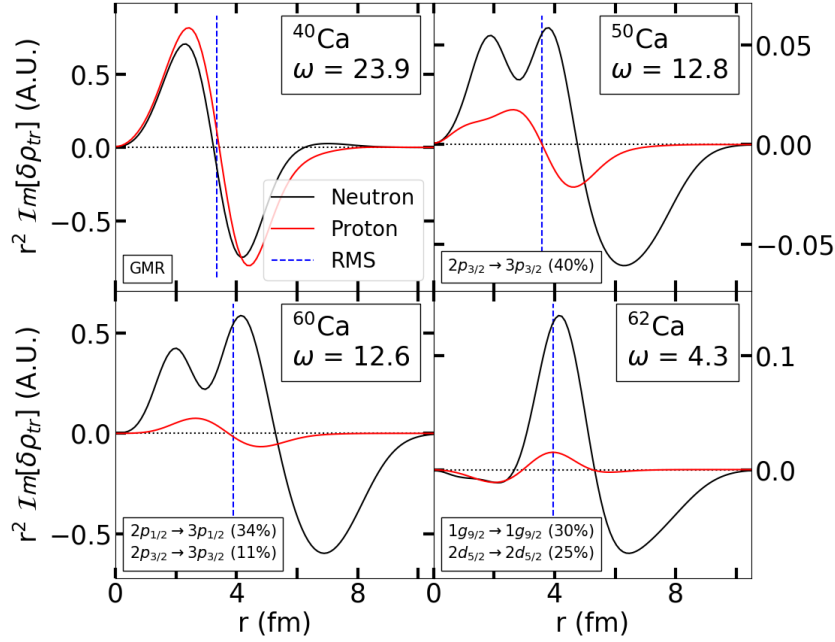 r² 𝓘m[δρₜᵣ] (A.U.)
0.5
0.0
−0.5
⁴⁰Ca
ω = 23.9
Neutron
Proton
RMS
GMR
⁵⁰Ca
ω = 12.8
0.05
0.00
−0.05
2p₃/₂ → 3p₃/₂ (40%)
r² 𝓘m[δρₜᵣ] (A.U.)
0.5
0.0
−0.5
⁶⁰Ca
ω = 12.6
2p₁/₂ → 3p₁/₂ (34%)
2p₃/₂ → 3p₃/₂ (11%)
0
4
8
r (fm)
⁶²Ca
ω = 4.3
0.1
0.0
1g₉/₂ → 1g₉/₂ (30%)
2d₅/₂ → 2d₅/₂ (25%)
0
4
8
r (fm)